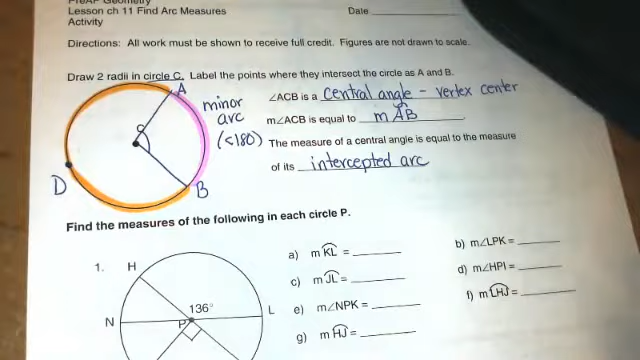 PreAP Geometry
Lesson ch 11 Find Arc Measures
Date
Activity
Directions: All work must be shown to receive full credit. Figures are not drawn to scale.
Draw 2 radii in circle C. Label the points where they intersect the circle as A and B.
A
minor
arc
(<180)
∠ACB is a central angle - vertex center
m∠ACB is equal to mAB
The measure of a central angle is equal to the measure
of its intercepted arc
C
D
B
Find the measures of the following in each circle P.
1.
H
136°
N
L
P
a) mKL =
b) m∠LPK =
c) mJL =
d) m∠HPI =
e) m∠NPK =
f) mLHJ =
g) mHJ =